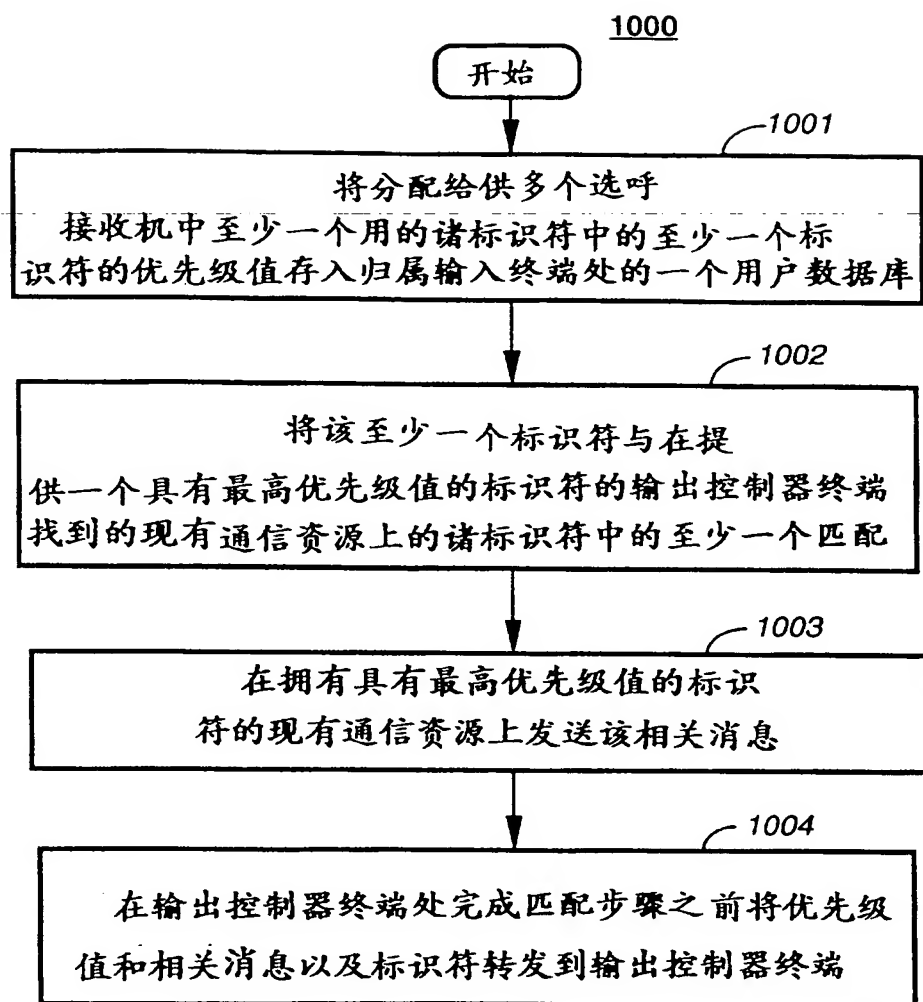 1000
开始
1001
将分配给供多个选呼
接收机中至少一个用的诸标识符中的至少一个标
识符的优先级值存入归属输入终端处的一个用户数据库
1002
将该至少一个标识符与在提
供一个具有最高优先级值的标识符的输出控制器终端
找到的现有通信资源上的诸标识符中的至少一个匹配
1003
在拥有具有最高优先级值的标识
符的现有通信资源上发送该相关消息
1004
在输出控制器终端处完成匹配步骤之前将优先级
值和相关消息以及标识符转发到输出控制器终端